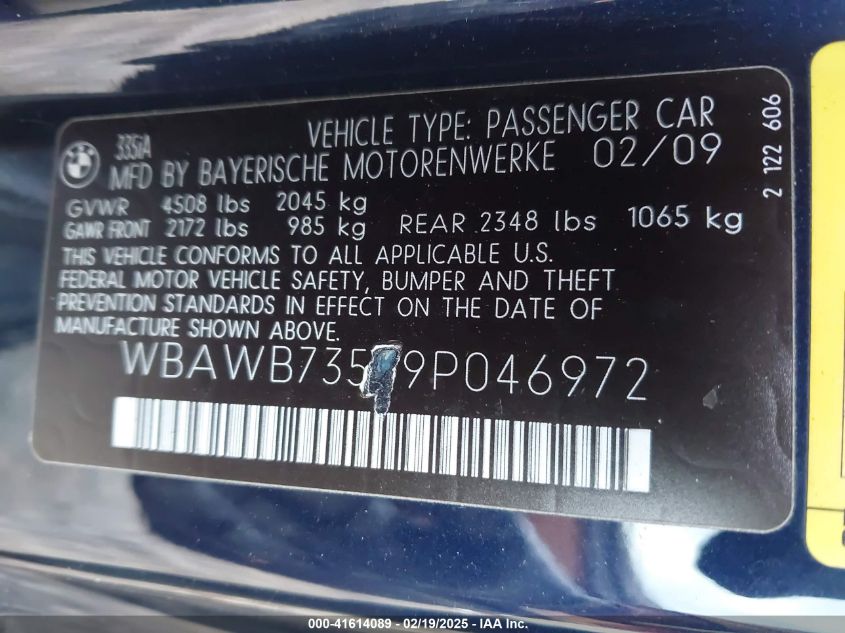 335iA
VEHICLE TYPE: PASSENGER CAR
MFD BY BAYERISCHE MOTORENWERKE 02/09
GVWR 4508 lbs 2045 kg
GAWR FRONT 2172 lbs 985 kg REAR 2348 lbs 1065 kg
THIS VEHICLE CONFORMS TO ALL APPLICABLE U.S.
FEDERAL MOTOR VEHICLE SAFETY, BUMPER AND THEFT
PREVENTION STANDARDS IN EFFECT ON THE DATE OF
MANUFACTURE SHOWN ABOVE.
WBAWB735 9P046972
2 122 606
000-41614089 - 02/19/2025 - IAA Inc.